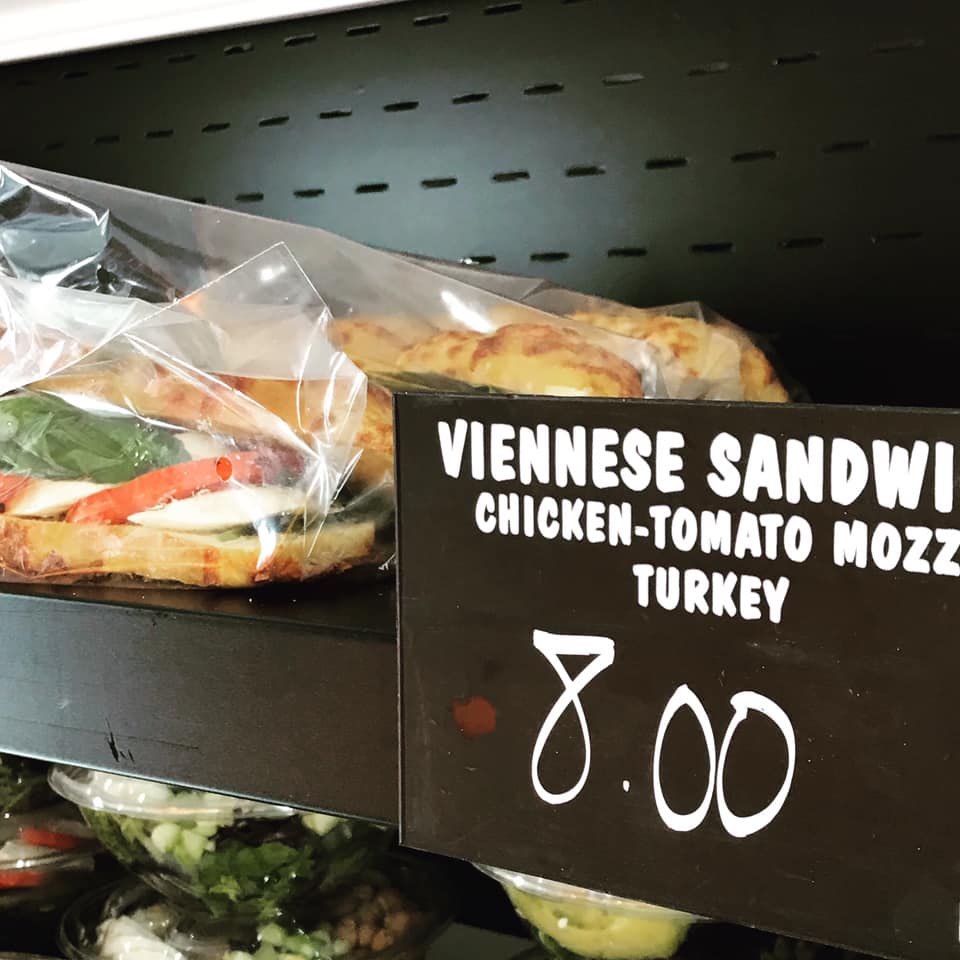 VIENNESE SANDWI
CHICKEN-TOMATO MOZZ
TURKEY
8.00